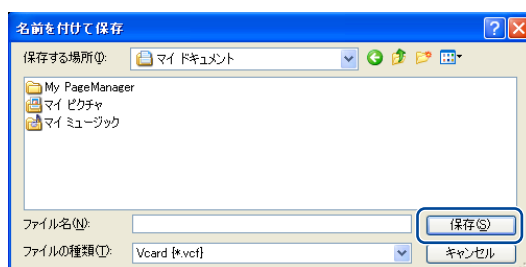 名前を付けて保存
保存する場所(I): マイ ドキュメント
My PageManager
マイ ピクチャ
マイ ミュージック
ファイル名(N): 保存(S)
ファイルの種類(T): Vcard {*.vcf} キャンセル